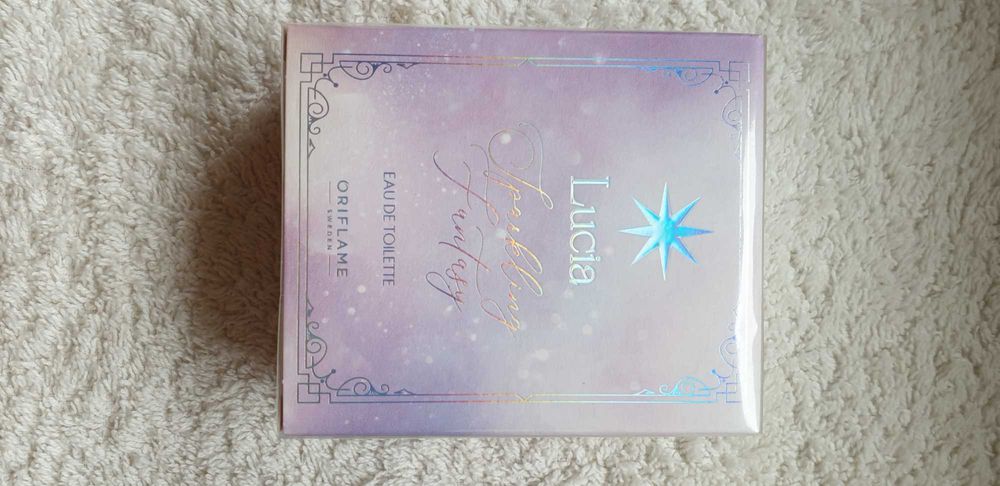 Lucia
Sparkling
Fantasy
EAU DE TOILETTE
ORIFLAME
SWEDEN